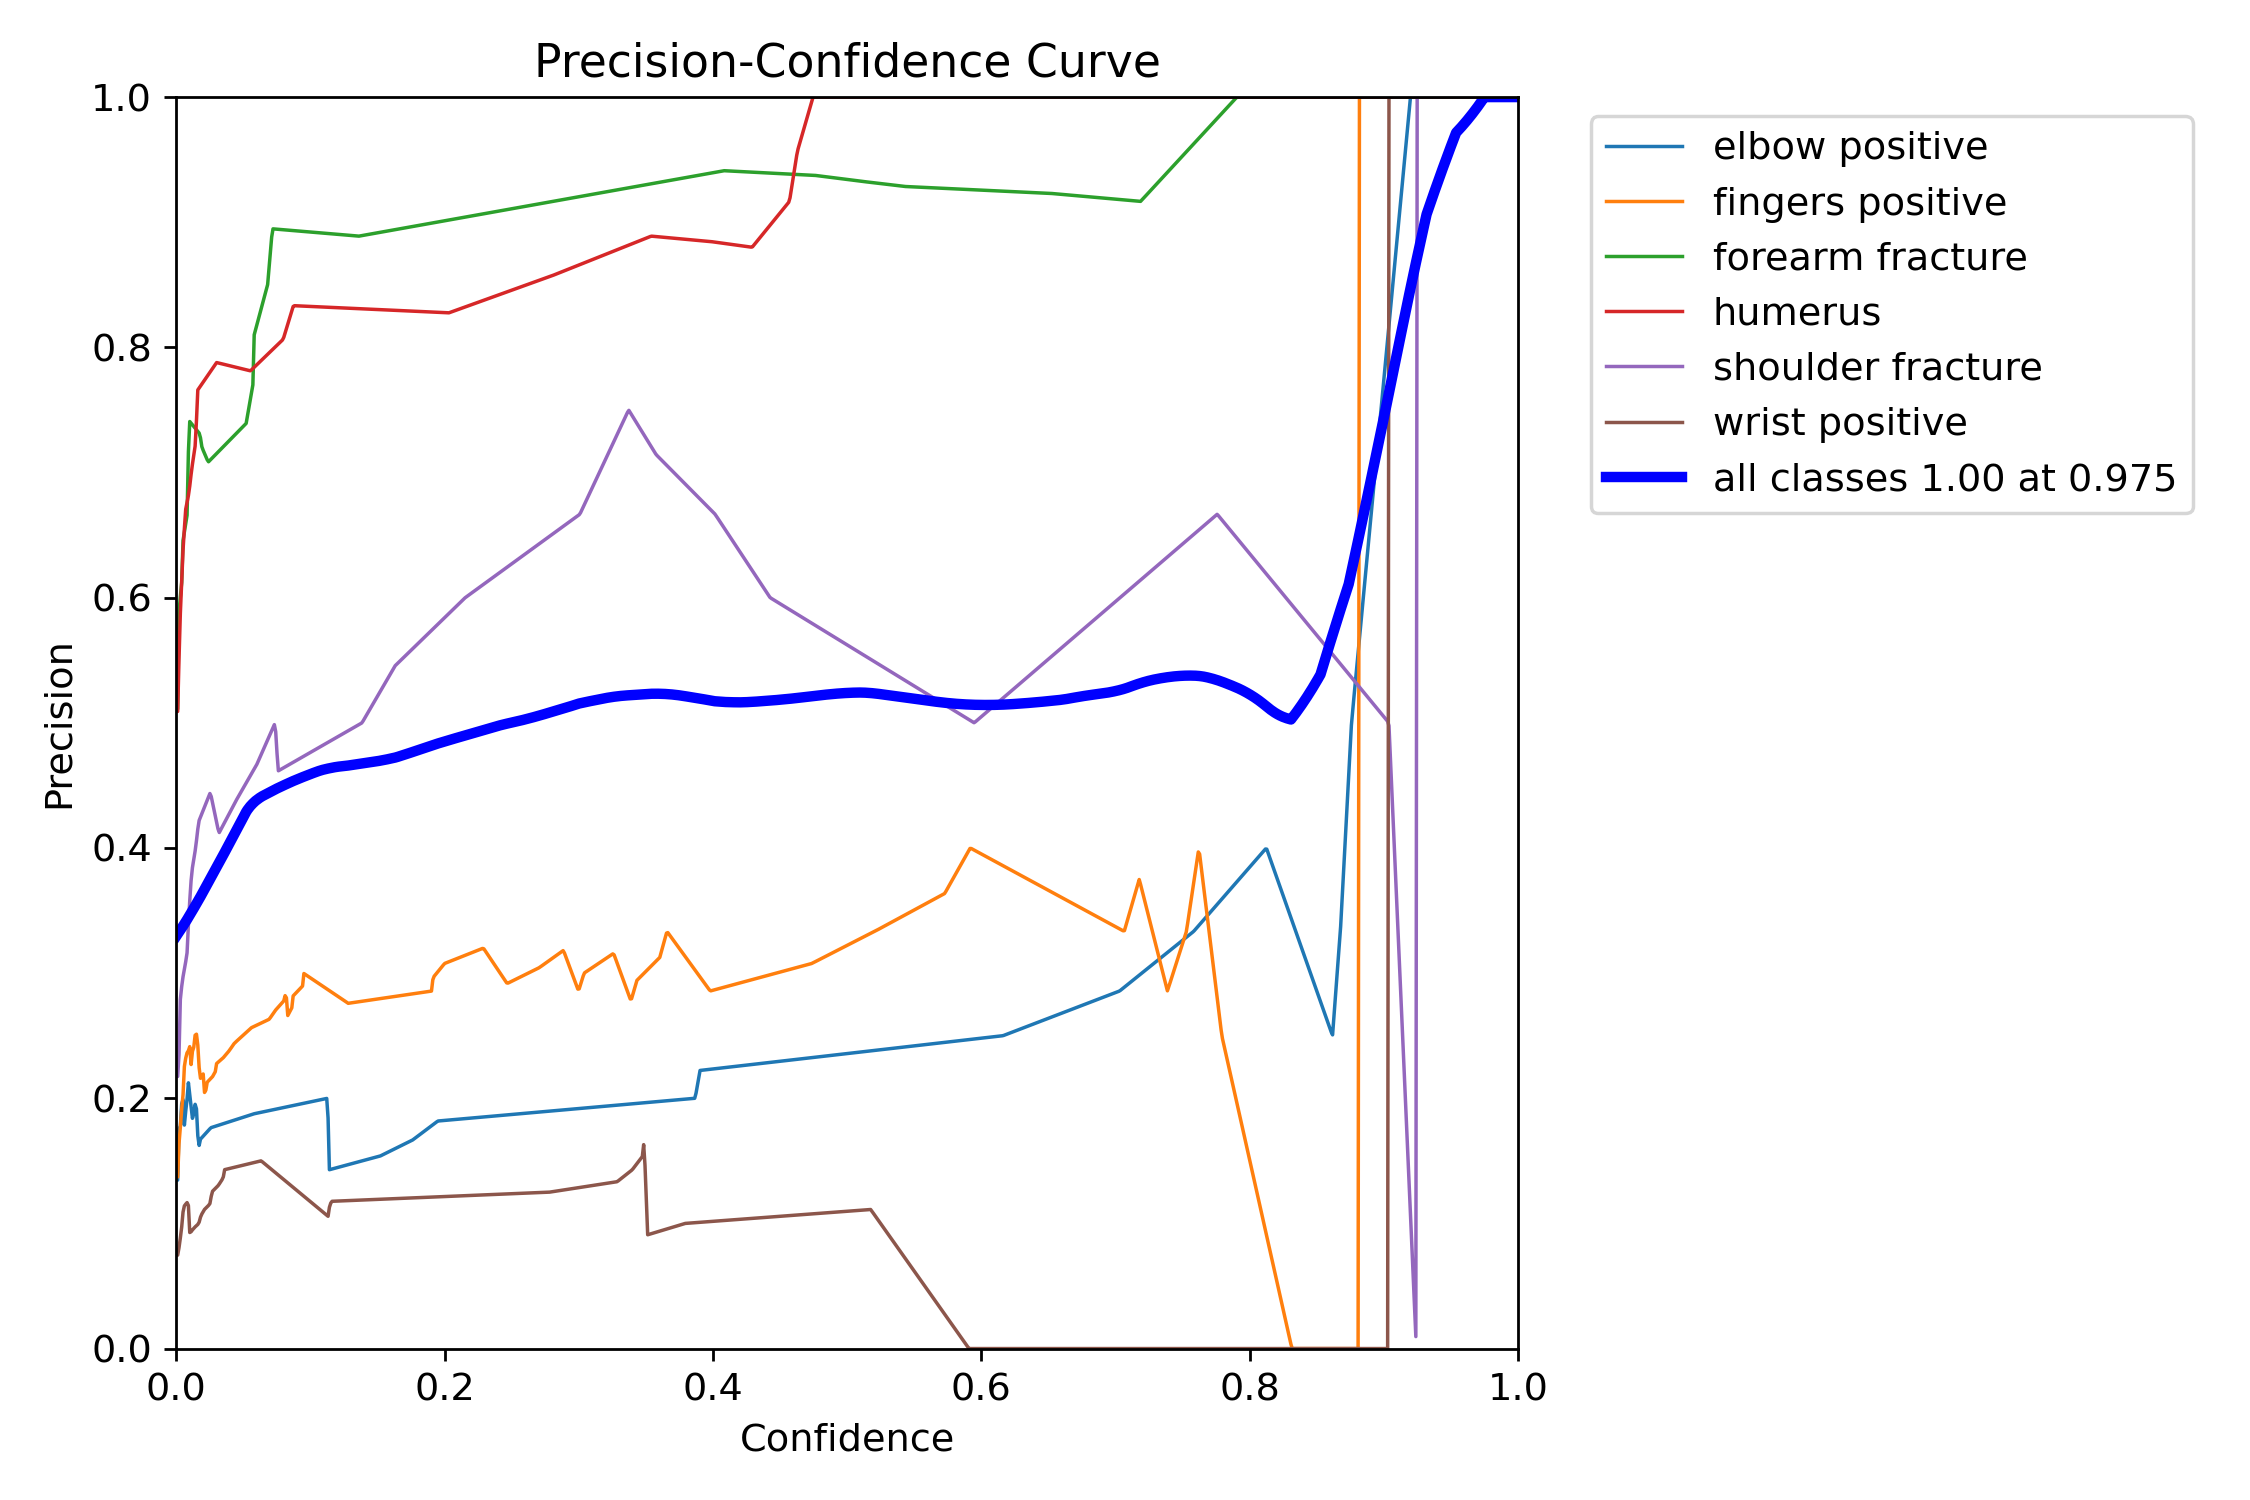 Precision-Confidence Curve
1.0
0.8
0.6
0.4
0.2
0.0
Precision
0.0 0.2 0.4 0.6 0.8 1.0
Confidence
elbow positive
fingers positive
forearm fracture
humerus
shoulder fracture
wrist positive
all classes 1.00 at 0.975